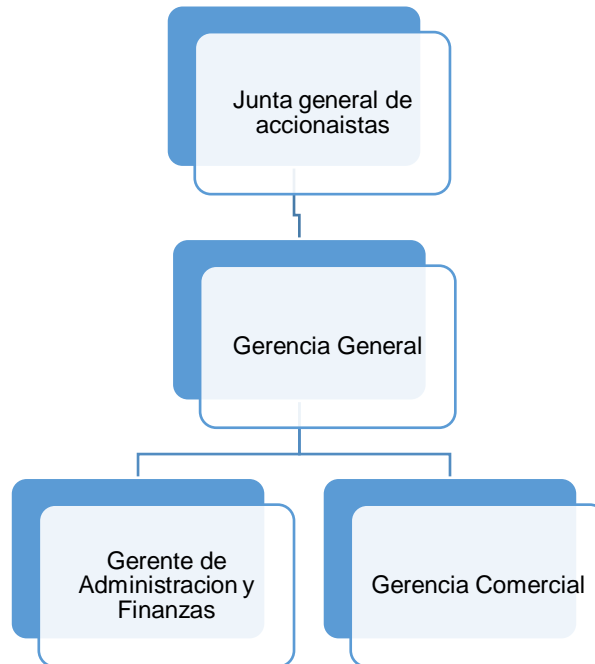 Junta general de
accionaistas
Gerencia General
Gerente de
Administracion y
Finanzas
Gerencia Comercial